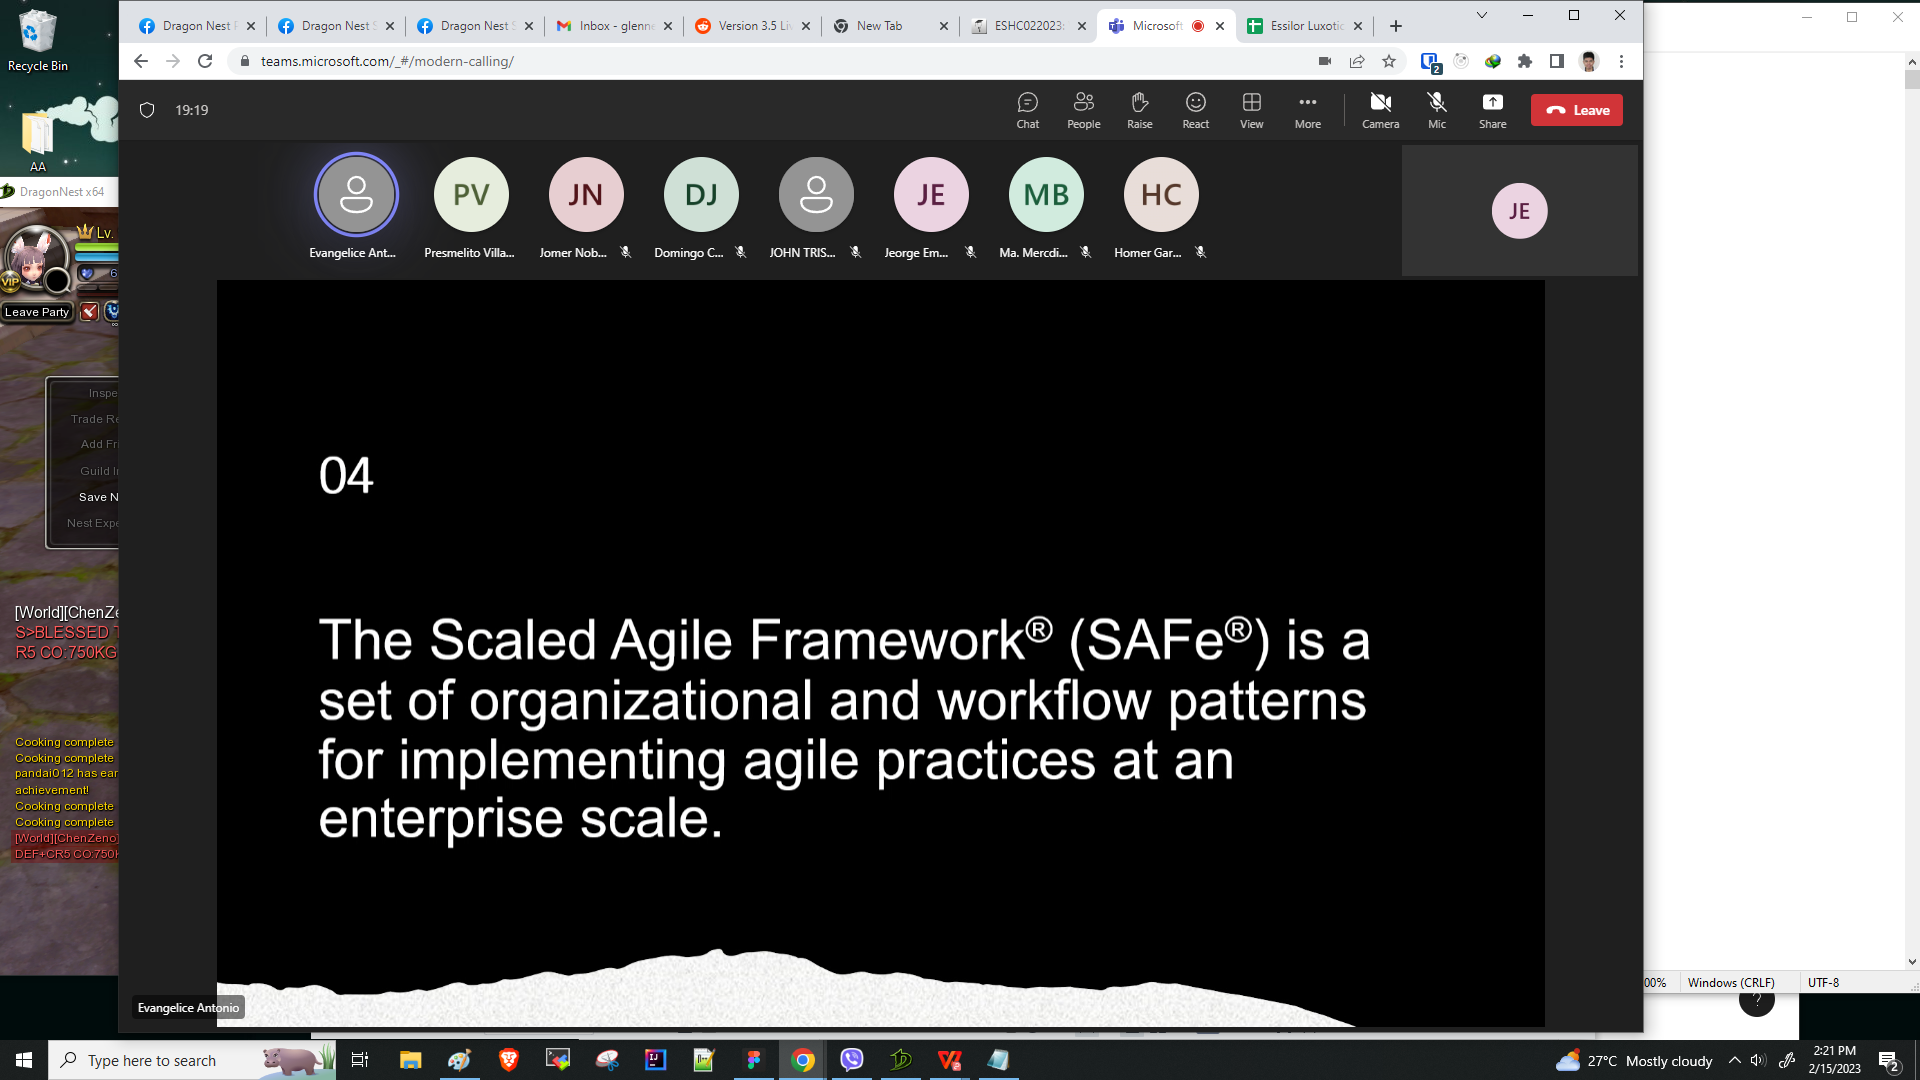 Recycle Bin
AA
DragonNest x64
Lv.
VIP
6
Leave Party
Inspe
Trade Re
Add Fri
Guild I
Save N
Nest Expe
[World][ChenZe
S>BLESSED T
R5 CO:750KG
Cooking complete
Cooking complete
pandai012 has ear
achievement!
Cooking complete
Cooking complete
[World][ChenZeno]
DEF+CR5 CO:750K
Dragon Nest
Dragon Nest S
Dragon Nest S
Inbox - glenne
Version 3.5 Liv
New Tab
ESHC022023:
Microsoft
Essilor Luxotic
teams.microsoft.com/_#/modern-calling/
2
19:19
Chat
People
Raise
React
View
More
Camera
Mic
Share
Leave
PV
JN
DJ
JE
MB
HC
JE
Evangelice Ant...
Presmelito Villa...
Jomer Nob...
Domingo C...
JOHN TRIS...
Jeorge Em...
Ma. Mercdi...
Homer Gar...
04
The Scaled Agile Framework® (SAFe®) is a
set of organizational and workflow patterns
for implementing agile practices at an
enterprise scale.
Evangelice Antonio
00%
Windows (CRLF)
UTF-8
?
Type here to search
27°C Mostly cloudy
2:21 PM
2/15/2023
2